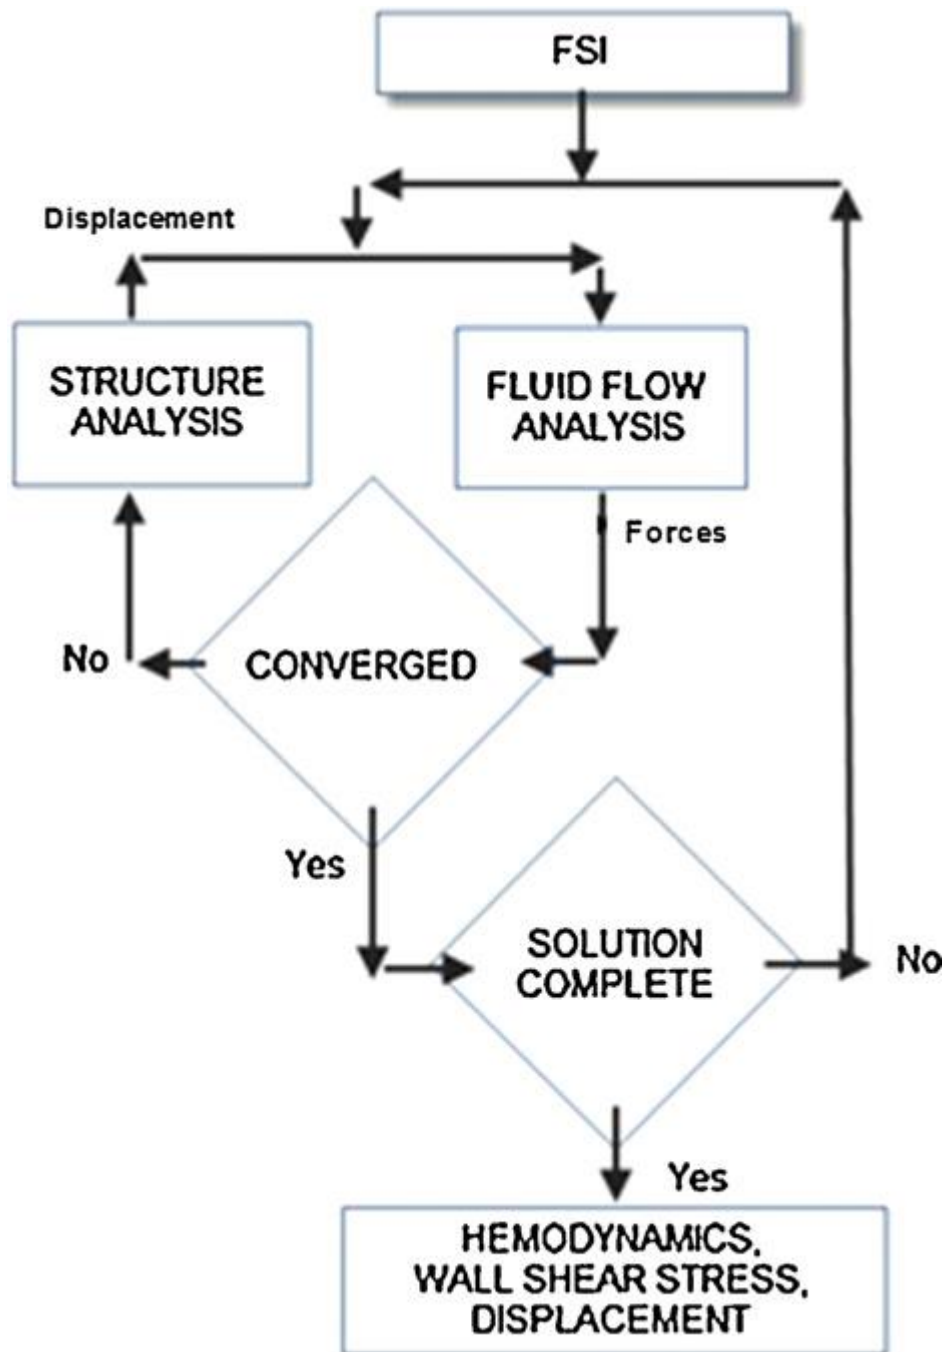 FSI
Displacement
STRUCTURE
ANALYSIS
FLUID FLOW
ANALYSIS
Forces
No
CONVERGED
Yes
SOLUTION
COMPLETE
No
Yes
HEMODYNAMICS,
WALL SHEAR STRESS,
DISPLACEMENT